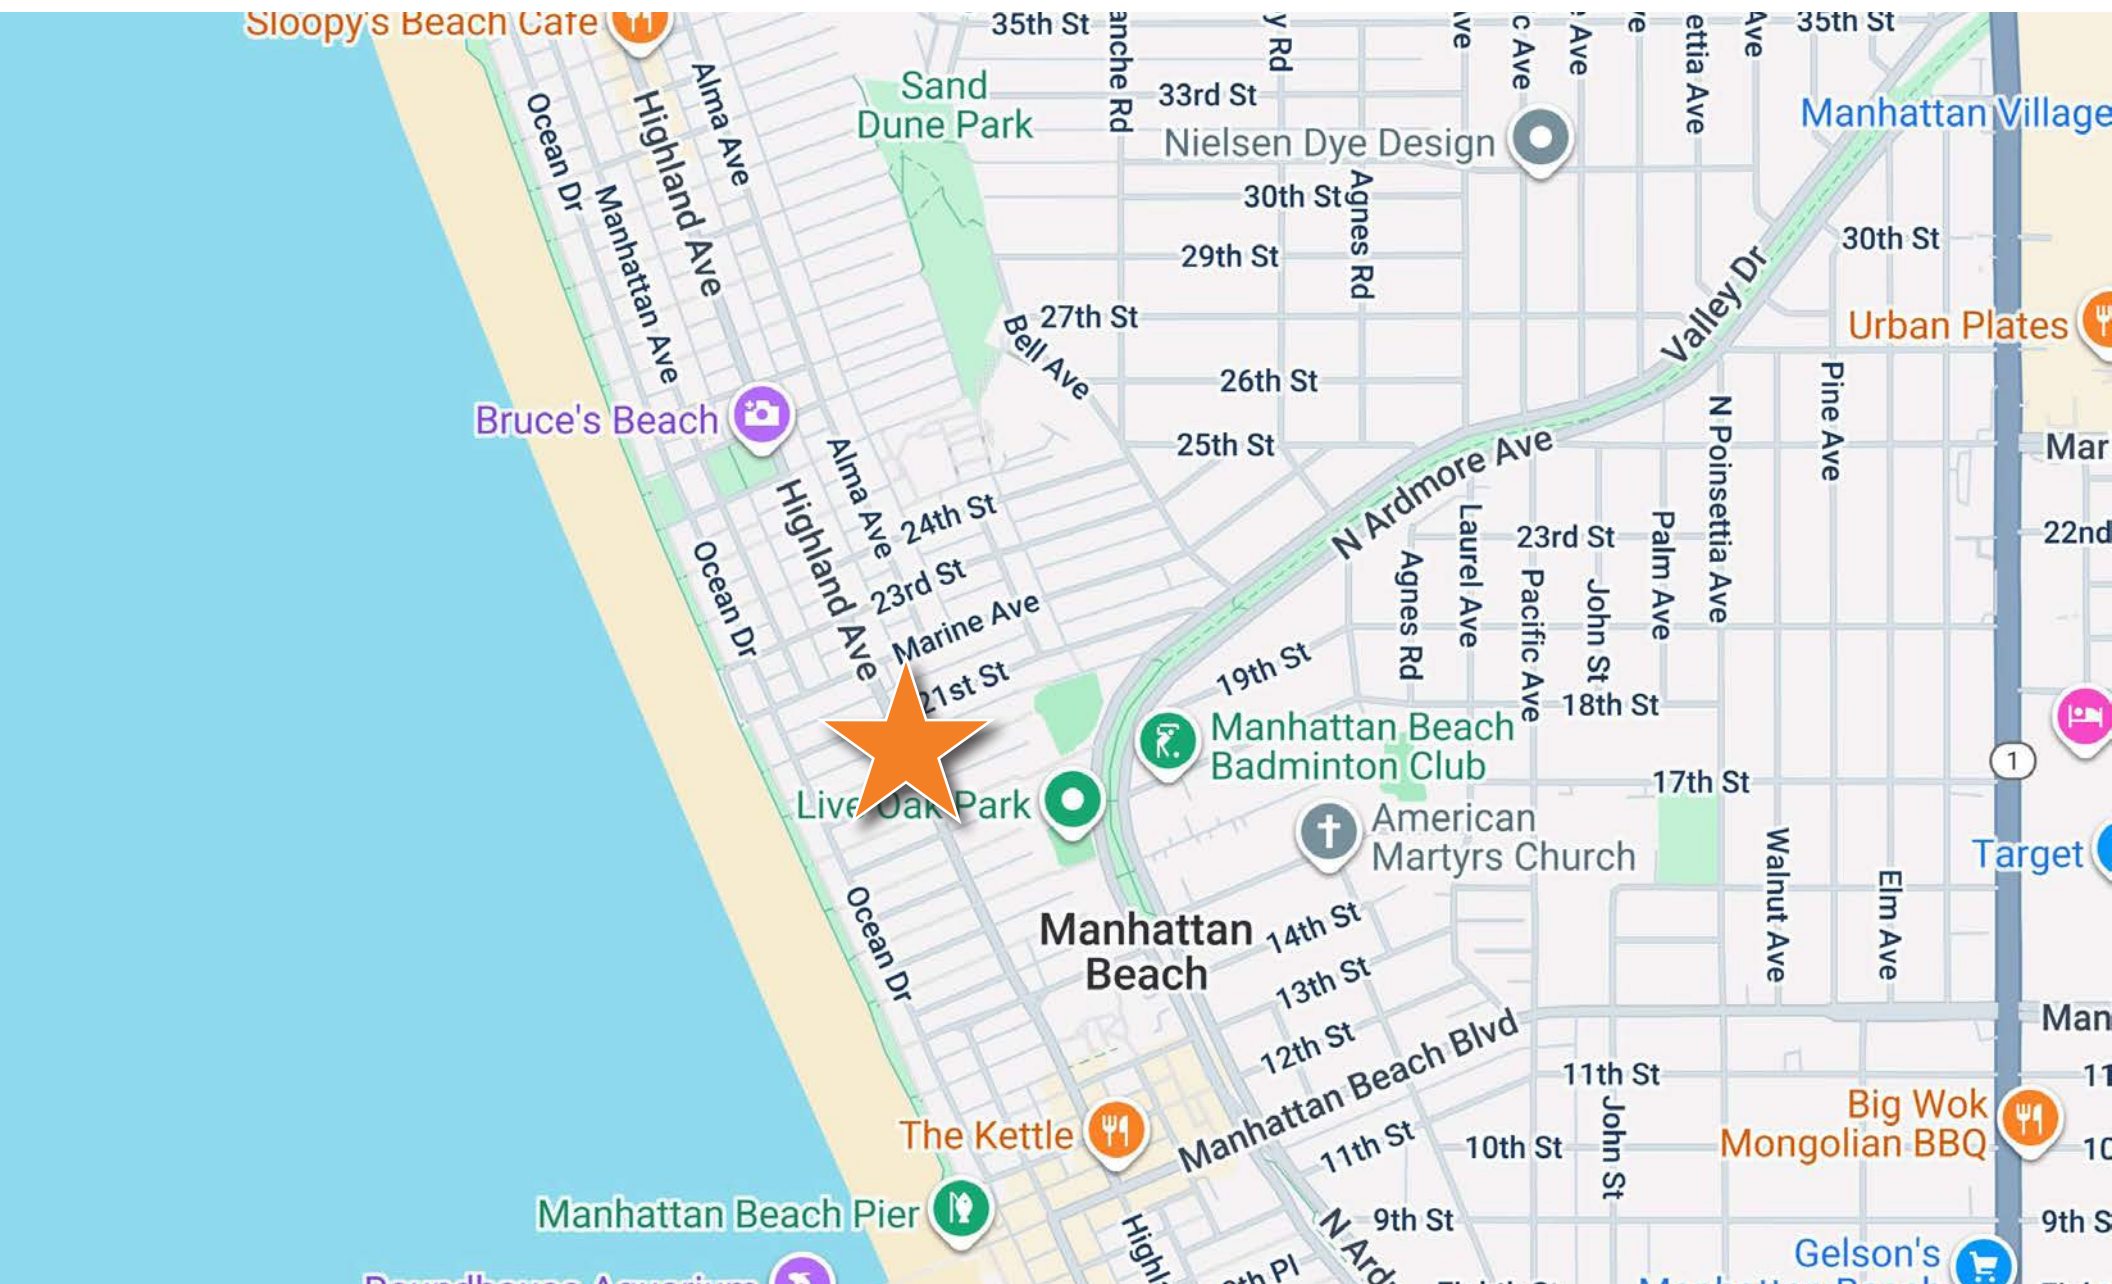 Sloopy's Beach Cafe
35th St
35th St
Alma Ave
Sand
Dune Park
33rd St
Ocean Dr
Highland Ave
Nielsen Dye Design
Manhattan Village
30th St
Agnes Rd
Manhattan Ave
29th St
30th St
Valley Dr
27th St
Bell Ave
Urban Plates
26th St
Pine Ave
N Poinsettia Ave
Bruce's Beach
25th St
N Ardmore Ave
Alma Ave
Highland Ave
24th St
Laurel Ave
23rd St
Palm Ave
22nd
Ocean Dr
23rd St
Agnes Rd
Pacific Ave
John St
Marine Ave
21st St
19th St
18th St
Manhattan Beach
Badminton Club
1
17th St
Live Oak Park
American
Martyrs Church
Walnut Ave
Target
Elm Ave
Ocean Dr
Manhattan
Beach
14th St
13th St
12th St
Manhattan Beach Blvd
11th St
John St
Big Wok
Mongolian BBQ
The Kettle
11th St
10th St
Manhattan Beach Pier
9th St
9th S
Gelson's